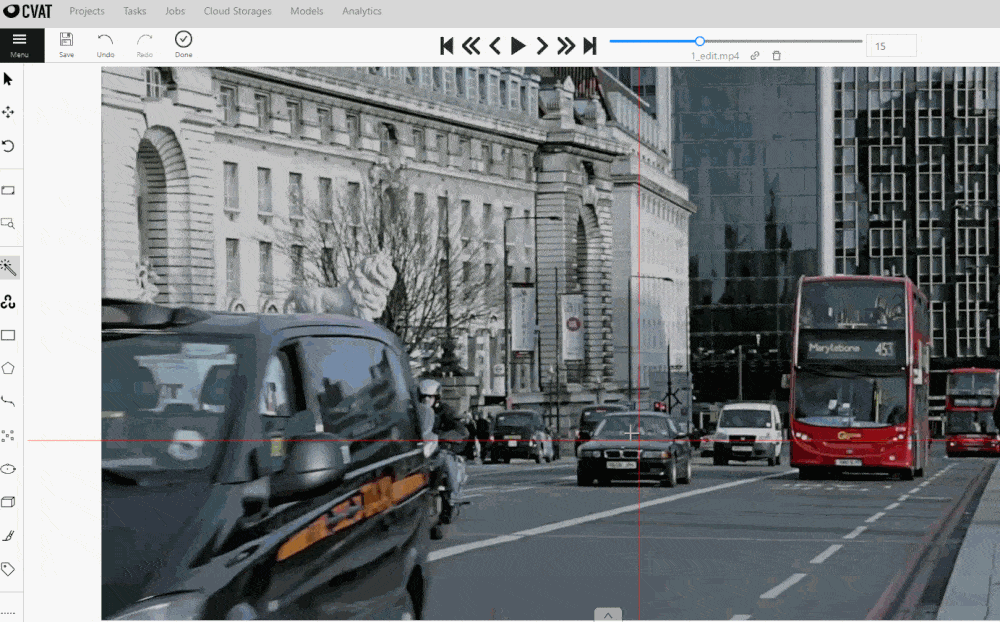 CVAT
Projects Tasks Jobs Cloud Storages Models Analytics
Menu Save Undo Redo Done
1_edit.mp4
15
Marylebone 453